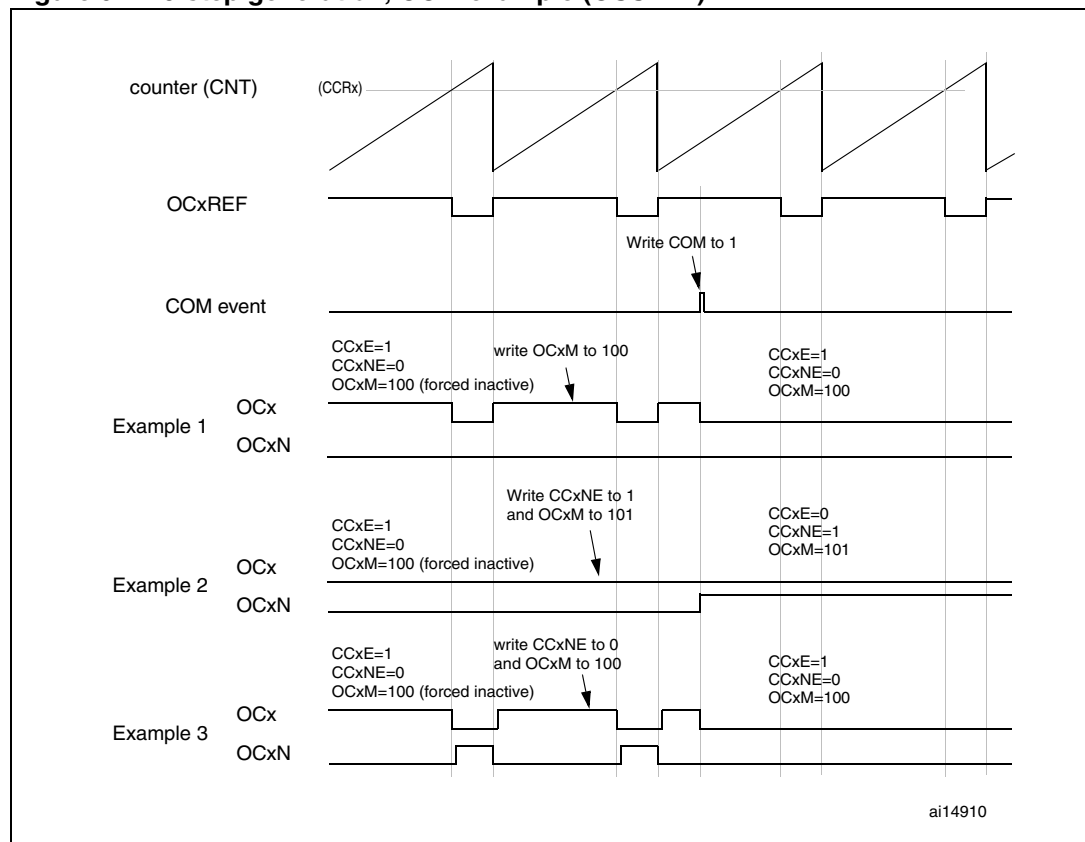 counter (CNT)
(CCRx)
OCxREF
Write COM to 1
COM event
CCxE=1
CCxNE=0
OCxM=100 (forced inactive)
write OCxM to 100
CCxE=1
CCxNE=0
OCxM=100
Example 1
OCx
OCxN
Write CCxNE to 1
and OCxM to 101
CCxE=1
CCxNE=0
OCxM=100 (forced inactive)
CCxE=0
CCxNE=1
OCxM=101
Example 2
OCx
OCxN
write CCxNE to 0
and OCxM to 100
CCxE=1
CCxNE=0
OCxM=100 (forced inactive)
CCxE=1
CCxNE=0
OCxM=100
Example 3
OCx
OCxN
ai14910